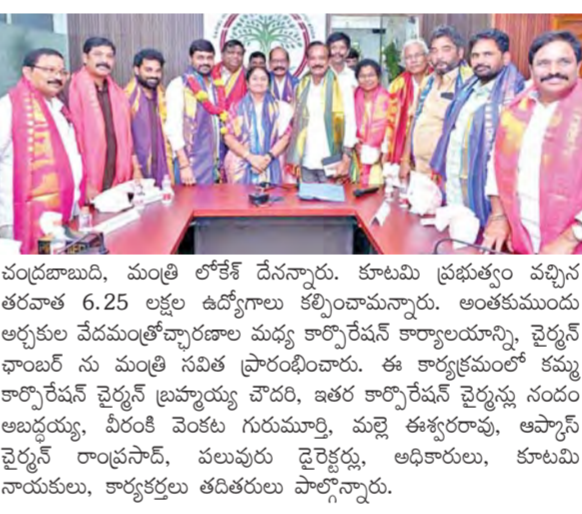 చంద్రబాబుది, మంత్రి లోకేశ్ దేనన్నారు. కూటమి ప్రభుత్వం వచ్చిన
తరవాత 6.25 లక్షల ఉద్యోగాలు కల్పించామన్నారు. అంతకుముందు
అర్చకుల వేదమంత్రోచ్ఛారణాల మధ్య కార్పొరేషన్ కార్యాలయాన్ని, చైర్మన్
ఛాంబర్ ను మంత్రి సవిత ప్రారంభించారు. ఈ కార్యక్రమంలో కమ్మ
కార్పొరేషన్ చైర్మన్ బ్రహ్మయ్య చౌదరి, ఇతర కార్పొరేషన్ చైర్మన్లు నందం
అబద్ధయ్య, వీరంకి వెంకట గురుమూర్తి, మల్లె ఈశ్వరరావు, ఆప్కాస్
చైర్మన్ రాంప్రసాద్, పలువురు డైరెక్టర్లు, అధికారులు, కూటమి
నాయకులు, కార్యకర్తలు తదితరులు పాల్గొన్నారు.